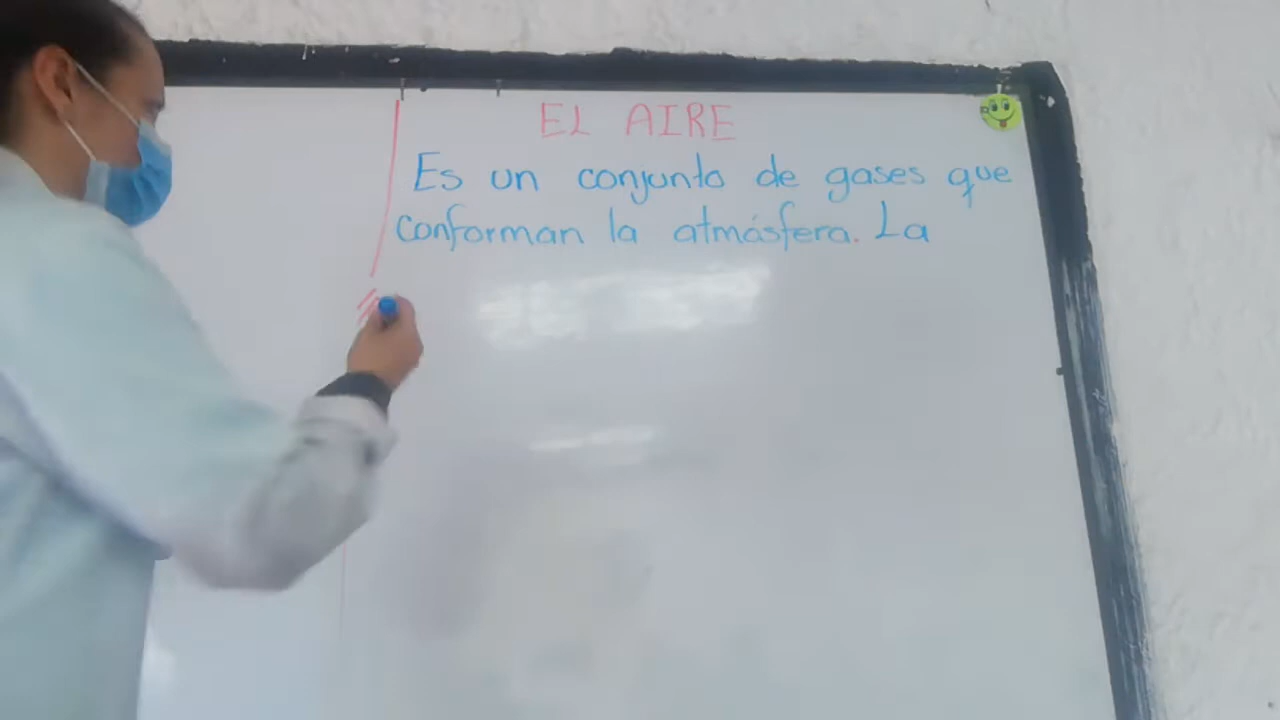 EL AIRE
Es un conjunto de gases que
conforman la atmósfera. La